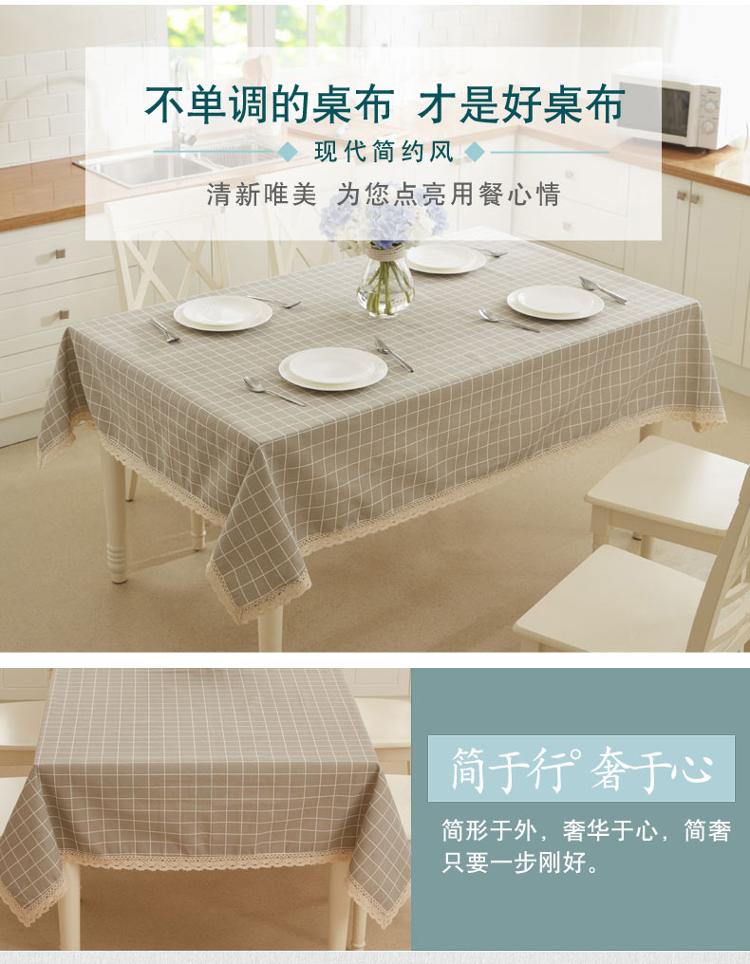 不单调的桌布 才是好桌布
现代简约风
清新唯美 为您点亮用餐心情
简于行° 奢于心
简形于外，奢华于心，简奢
只要一步刚好。